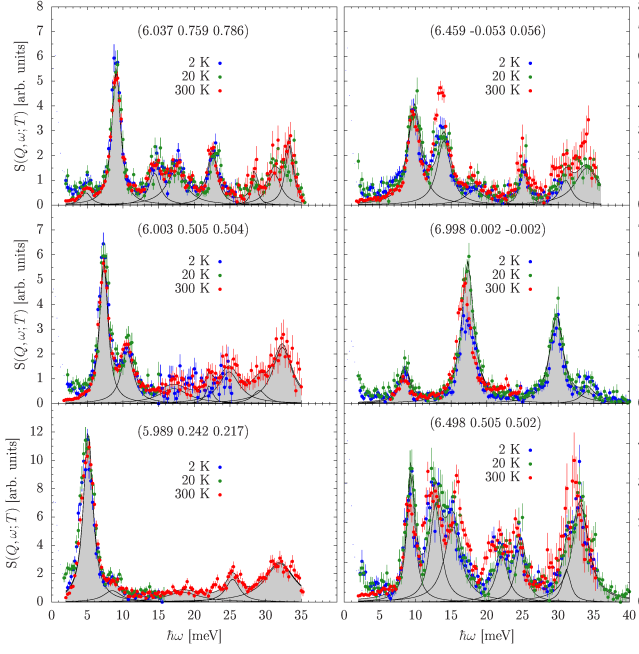 8
7
6
5
4
3
2
1
0
S(Q, ω; T) [arb. units]
(6.037 0.759 0.786)
2 K
20 K
300 K
(6.459 -0.053 0.056)
2 K
20 K
300 K
7
6
5
4
3
2
1
0
S(Q, ω; T) [arb. units]
(6.003 0.505 0.504)
2 K
20 K
300 K
(6.998 0.002 -0.002)
2 K
20 K
300 K
12
10
8
6
4
2
0
S(Q, ω; T) [arb. units]
(5.989 0.242 0.217)
2 K
20 K
300 K
(6.498 0.505 0.502)
2 K
20 K
300 K
0 5 10 15 20 25 30 35
0 5 10 15 20 25 30 35 40
ħω [meV]
ħω [meV]